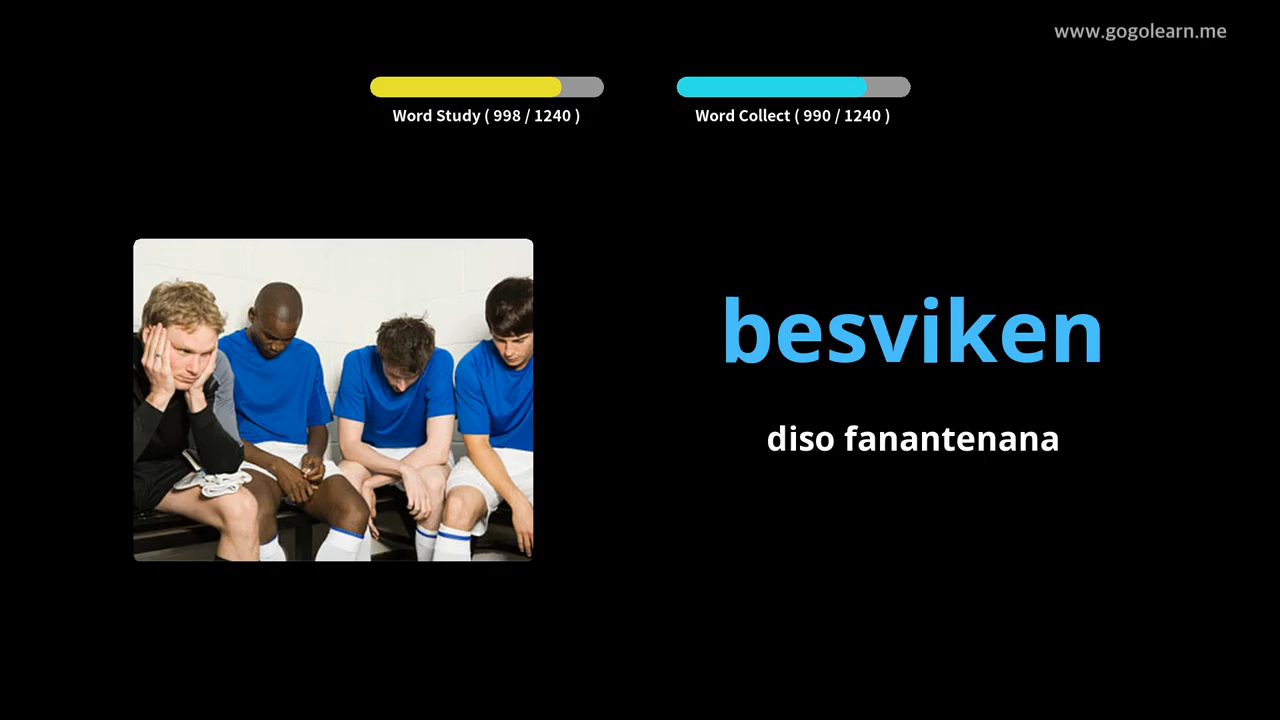 www.gogolearn.me
Word Study ( 998 / 1240 )
Word Collect ( 990 / 1240 )
besviken
diso fanantenana